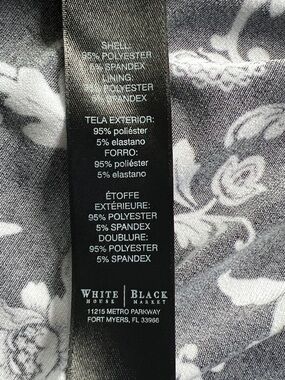 SHELL:
95% POLYESTER
5% SPANDEX
LINING:
95% POLYESTER
5% SPANDEX
TELA EXTERIOR:
95% poliéster
5% elastano
FORRO:
95% poliéster
5% elastano
ÉTOFFE
EXTÉRIEURE:
95% POLYESTER
5% SPANDEX
DOUBLURE:
95% POLYESTER
5% SPANDEX
WHITE | BLACK
HOUSE MARKET
11215 METRO PARKWAY
FORT MYERS, FL 33966